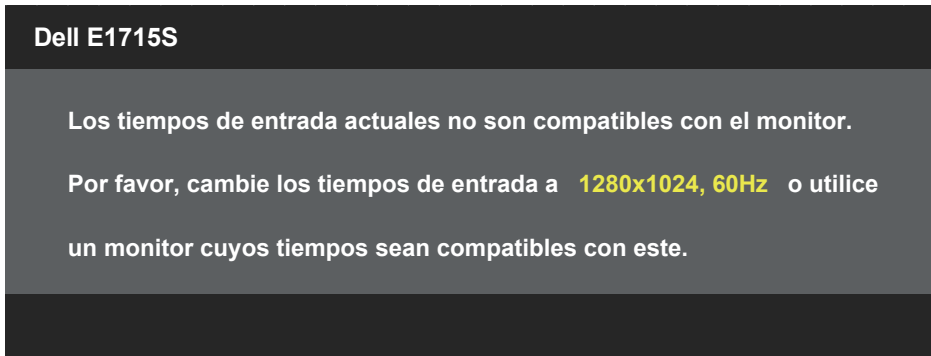 Dell E1715S
Los tiempos de entrada actuales no son compatibles con el monitor.
Por favor, cambie los tiempos de entrada a 1280x1024, 60Hz o utilice
un monitor cuyos tiempos sean compatibles con este.